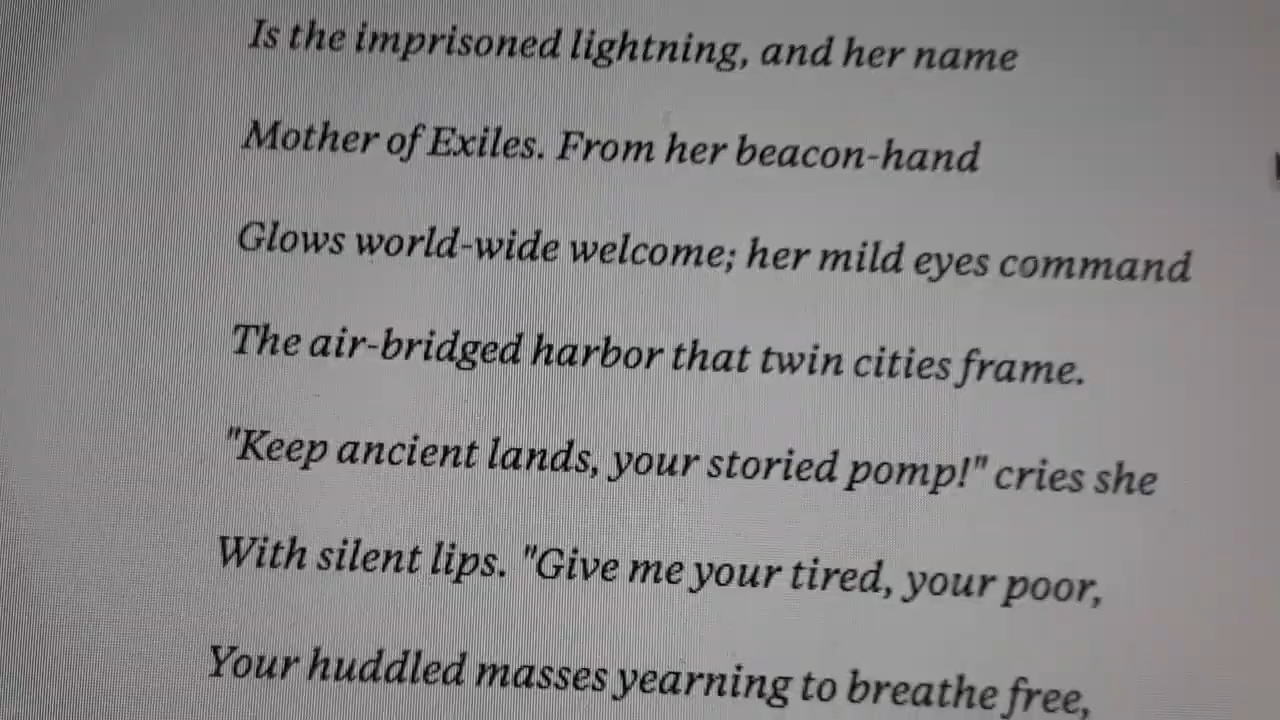 Is the imprisoned lightning, and her name
Mother of Exiles. From her beacon-hand
Glows world-wide welcome; her mild eyes command
The air-bridged harbor that twin cities frame.
"Keep ancient lands, your storied pomp!" cries she
With silent lips. "Give me your tired, your poor,
Your huddled masses yearning to breathe free,